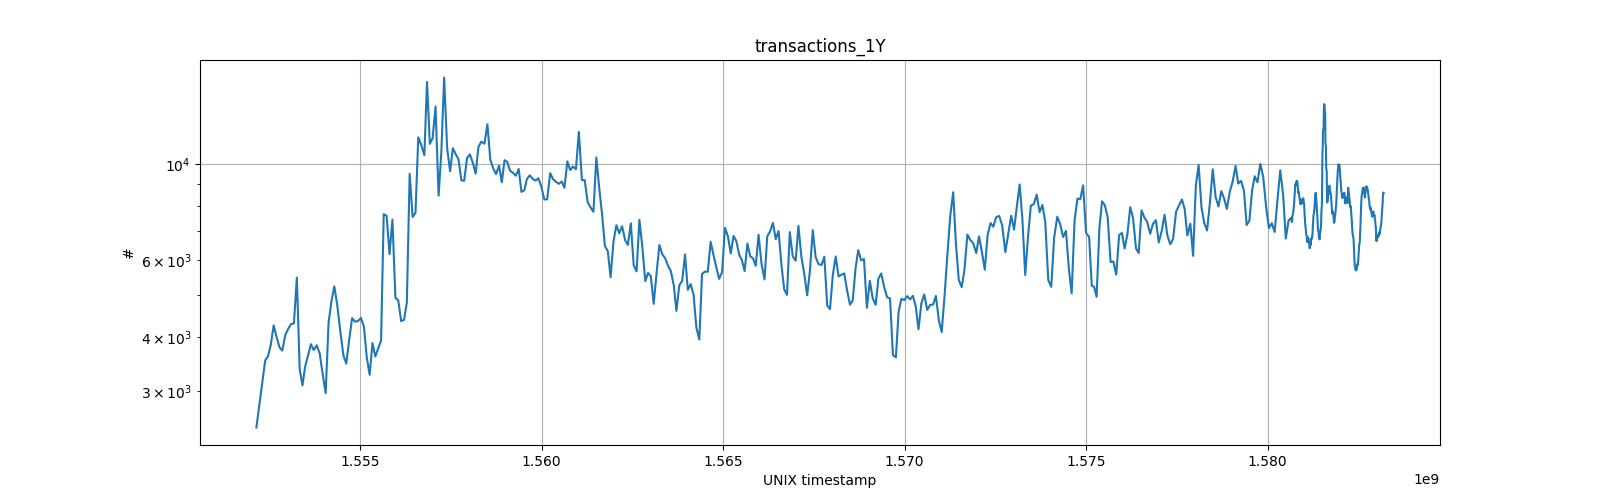 transactions_1Y
#
10⁴
6 × 10³
4 × 10³
3 × 10³
1.555 1.560 1.565 1.570 1.575 1.580
1e9
UNIX timestamp